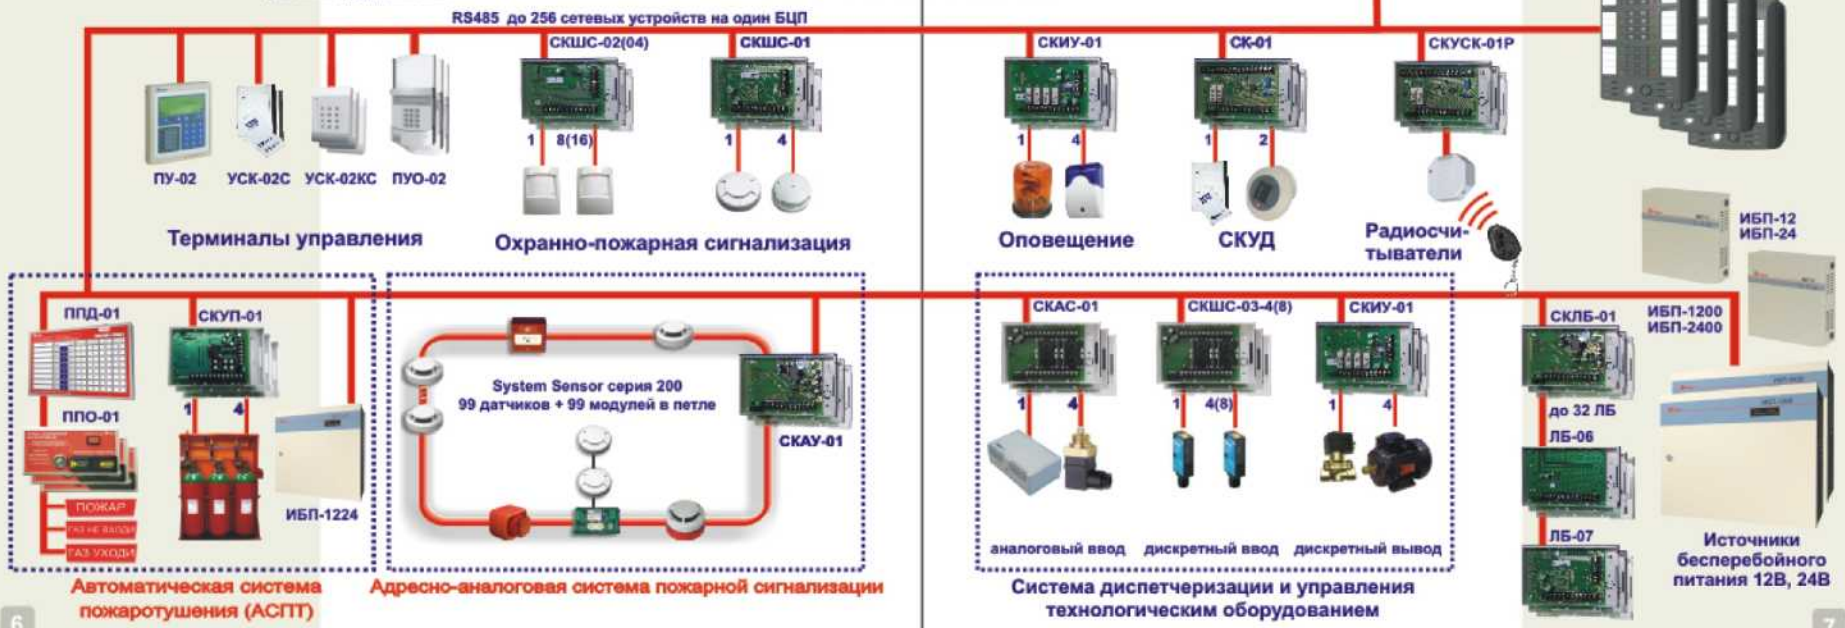 RS485 до 256 сетевых устройств на один БЦП
СКШС-02(04)
СКШС-01
СКИУ-01
СК-01
СКУСК-01Р
1 8(16)
1 4
1 4
1 2
ПУ-02
УСК-02С
УСК-02КС
ПУО-02
Терминалы управления
Охранно-пожарная сигнализация
Оповещение
СКУД
Радиосчи-
тыватели
ИБП-12
ИБП-24
ИБП-1200
ИБП-2400
ППД-01
СКУП-01
1 4
ППО-01
ПОЖАР
ГАЗ НЕ ВХОДИ
ГАЗ УХОДИ
ИБП-1224
Автоматическая система
пожаротушения (АСПТ)
System Sensor серия 200
99 датчиков + 99 модулей в петле
СКАУ-01
Адресно-аналоговая система пожарной сигнализации
СКАС-01
СКШС-03-4(8)
СКИУ-01
1 4
1 4(8)
1 4
аналоговый ввод
дискретный ввод
дискретный вывод
Система диспетчеризации и управления
технологическим оборудованием
СКЛБ-01
до 32 ЛБ
ЛБ-06
ЛБ-07
Источники
бесперебойного
питания 12В, 24В
6
7